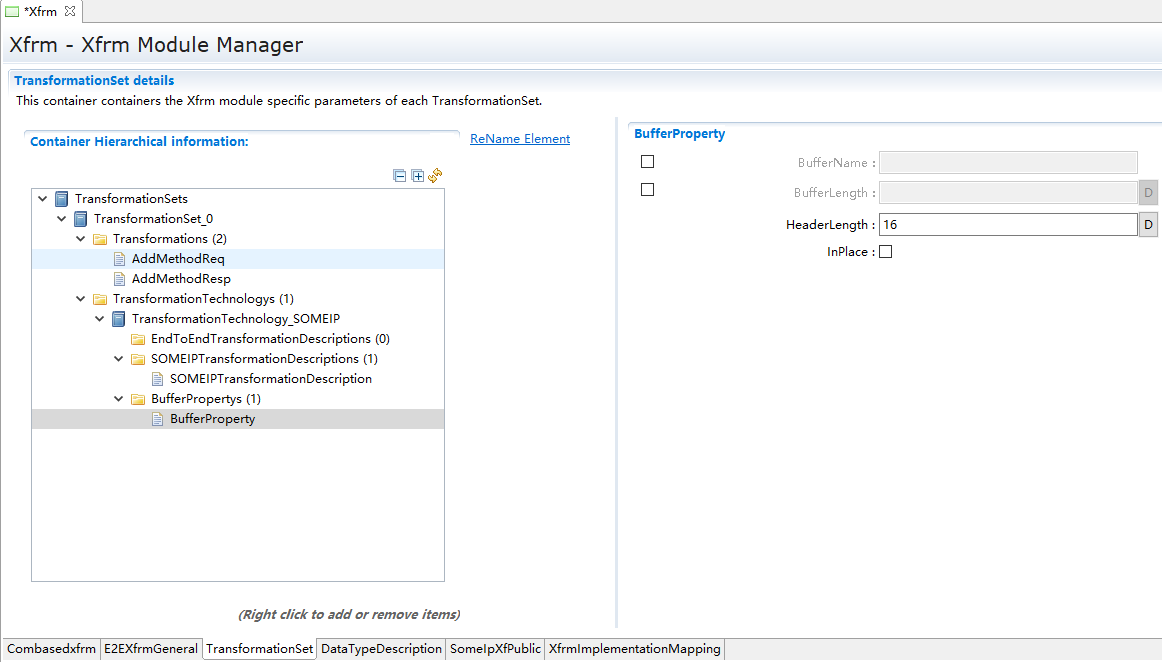 *Xfrm
Xfrm - Xfrm Module Manager
TransformationSet details
This container containers the Xfrm module specific parameters of each TransformationSet.
Container Hierarchical information:
ReName Element
TransformationSets
TransformationSet_0
Transformations (2)
AddMethodReq
AddMethodResp
TransformationTechnologys (1)
TransformationTechnology_SOMEIP
EndToEndTransformationDescriptions (0)
SOMEIPTransformationDescriptions (1)
SOMEIPTransformationDescription
BufferPropertys (1)
BufferProperty
(Right click to add or remove items)
BufferProperty
BufferName :
BufferLength : D
HeaderLength : 16 D
InPlace :
Combasedxfrm E2EXfrmGeneral TransformationSet DataTypeDescription SomeIpXfPublic XfrmImplementationMapping